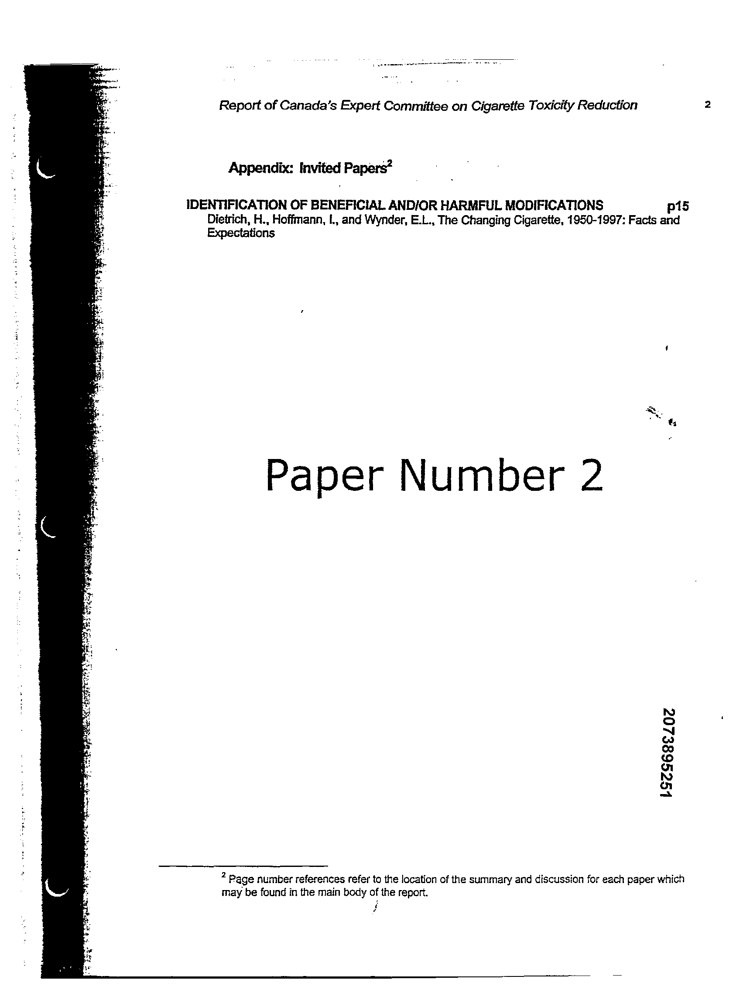 Report of Canada's Expert Committee on Cigarette Toxicity Reduction 2
Appendix: Invited Papers²
IDENTIFICATION OF BENEFICIAL AND/OR HARMFUL MODIFICATIONS p15
Dietrich, H., Hoffmann, I., and Wynder, E.L., The Changing Cigarette, 1950-1997: Facts and
Expectations
Paper Number 2
2073895251
² Page number references refer to the location of the summary and discussion for each paper which
may be found in the main body of the report.